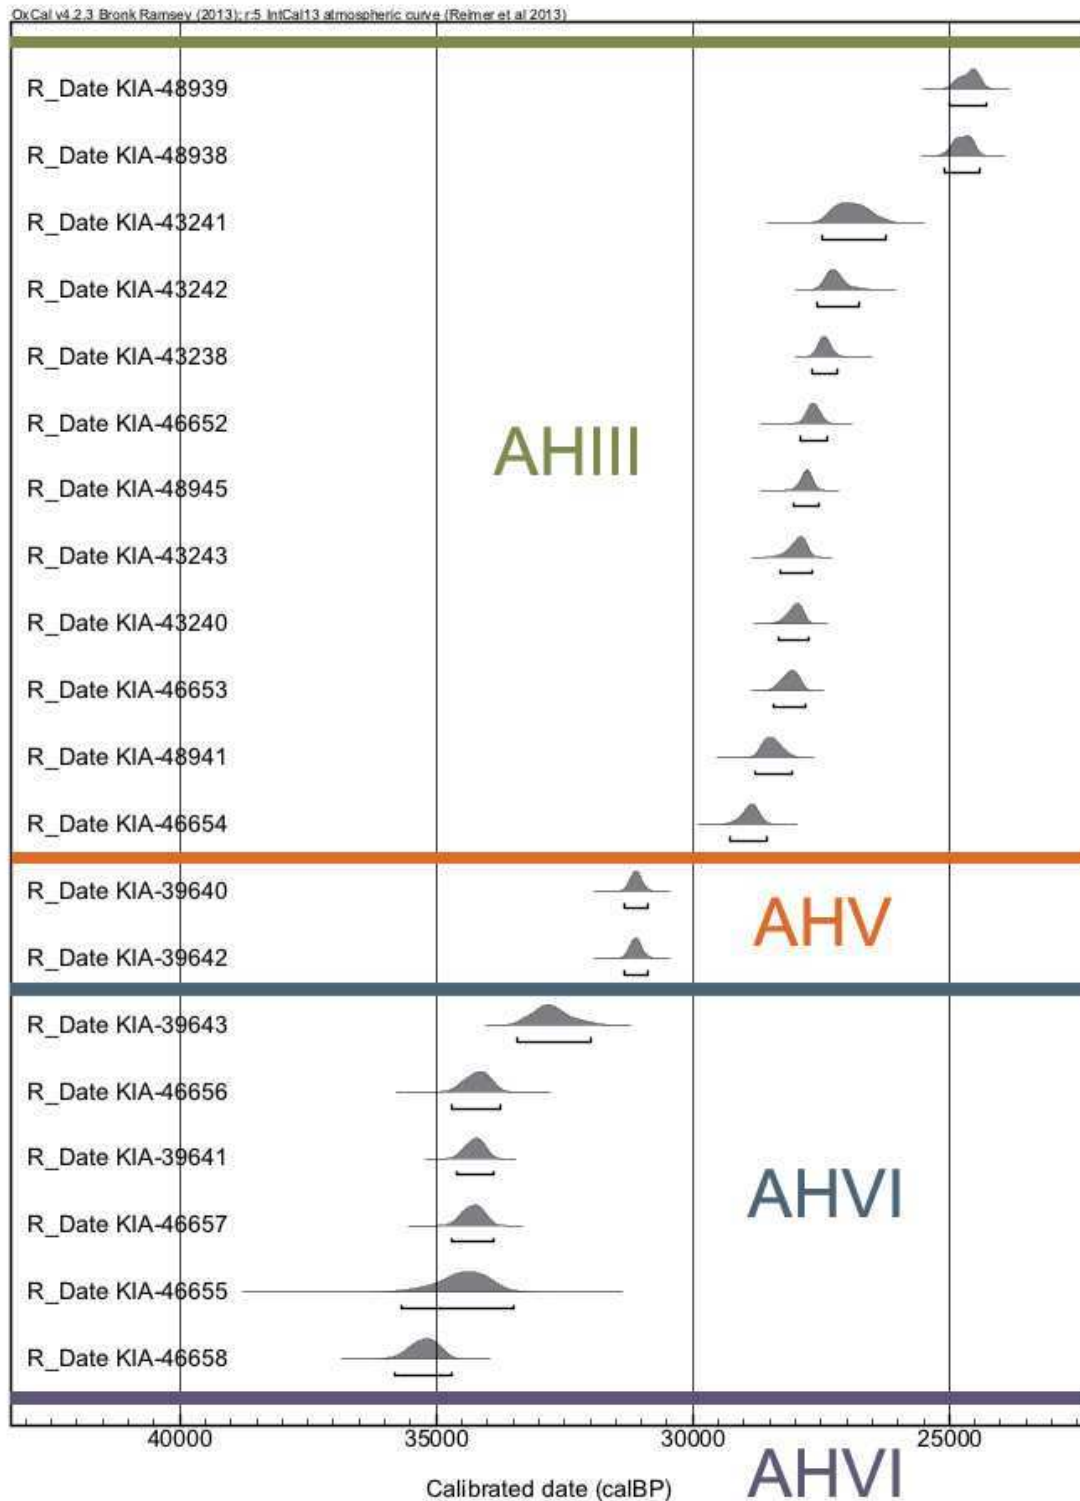 OxCal v4.2.3 Bronk Ramsey (2013); r:5 IntCal13 atmospheric curve (Reimer et al 2013)
R_Date KIA-48939
R_Date KIA-48938
R_Date KIA-43241
R_Date KIA-43242
R_Date KIA-43238
R_Date KIA-46652
AHIII
R_Date KIA-48945
R_Date KIA-43243
R_Date KIA-43240
R_Date KIA-46653
R_Date KIA-48941
R_Date KIA-46654
R_Date KIA-39640
AHV
R_Date KIA-39642
R_Date KIA-39643
R_Date KIA-46656
R_Date KIA-39641
AHVI
R_Date KIA-46657
R_Date KIA-46655
R_Date KIA-46658
40000 35000 30000 25000
Calibrated date (calBP)
AHVI